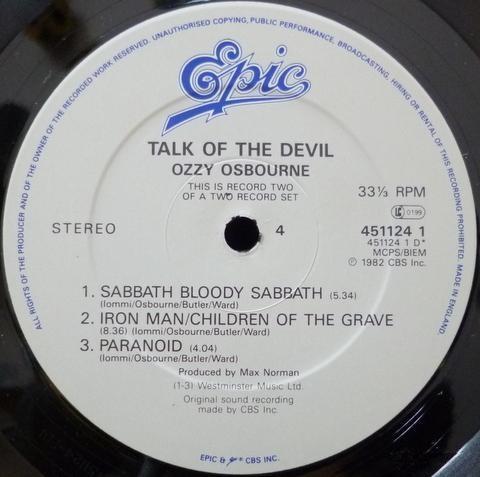 ALL RIGHTS OF THE PRODUCER AND OF THE OWNER OF THE RECORDED WORK RESERVED. UNAUTHORISED COPYING, PUBLIC PERFORMANCE, BROADCASTING, HIRING OR RENTAL OF THIS RECORDING PROHIBITED. MADE IN ENGLAND.
Epic
TALK OF THE DEVIL
OZZY OSBOURNE
THIS IS RECORD TWO
OF A TWO RECORD SET
33⅓ RPM
LC 0199
STEREO
4
451124 1
451124 1 D*
MCPS/BIEM
℗ 1982 CBS Inc.
1. SABBATH BLOODY SABBATH (5.34)
(Iommi/Osbourne/Butler/Ward)
2. IRON MAN/CHILDREN OF THE GRAVE
(8.36) (Iommi/Osbourne/Butler/Ward)
3. PARANOID (4.04)
(Iommi/Osbourne/Butler/Ward)
Produced by Max Norman
(1-3) Westminster Music Ltd.
Original sound recording
made by CBS Inc.
EPIC & CBS INC.